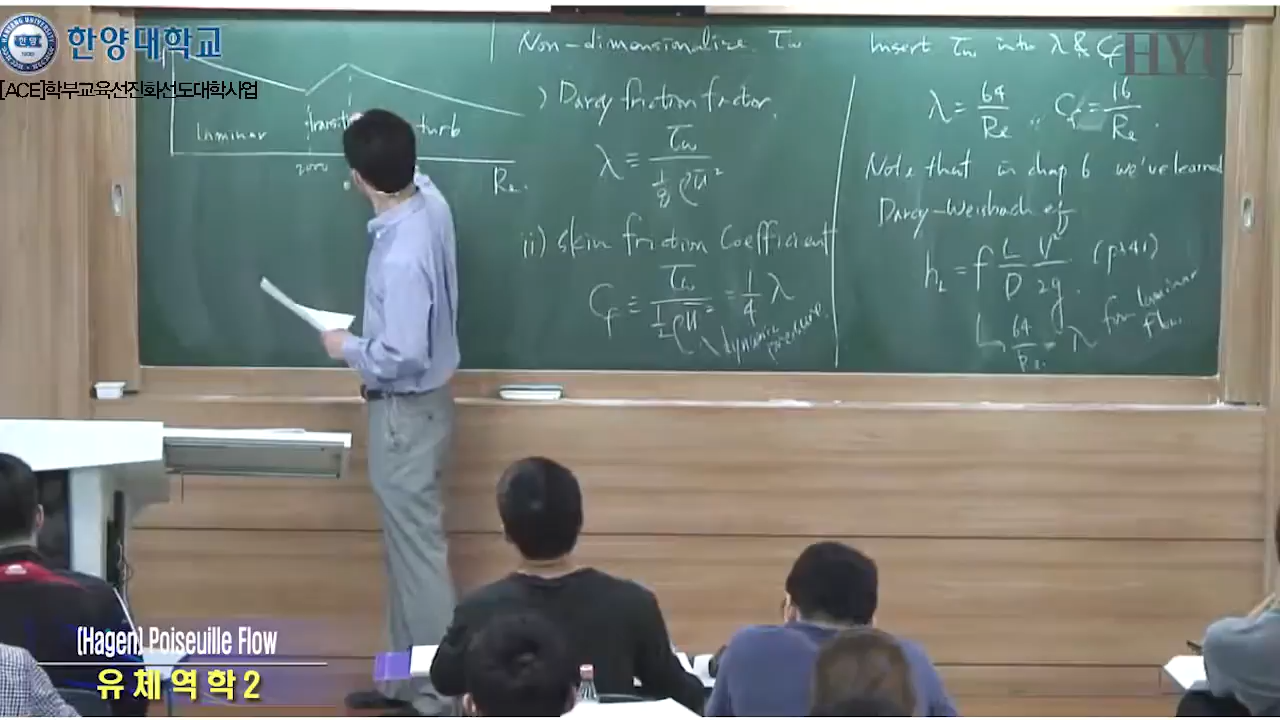 한양대학교
[ACE]학부교육선진화선도대학사업
HYU
Laminar
transiti
turb
2000
Re.
Non-dimensionalize τw
i) Darcy friction factor.
λ ≡ τw / (1/8 ρū²)
ii) Skin friction Coefficient
Cf ≡ τw / (1/2 ρū²) = 1/4 λ
dynamic pressure.
Insert τw into λ & Cf
λ = 64/Re , Cf = 16/Re .
Note that in chap 6 we've learned
Darcy-Weisbach eq
hL = f L/D V²/2g . (p141)
64/Re. = λ for laminar flow.
(Hagen) Poiseuille Flow
유체역학2